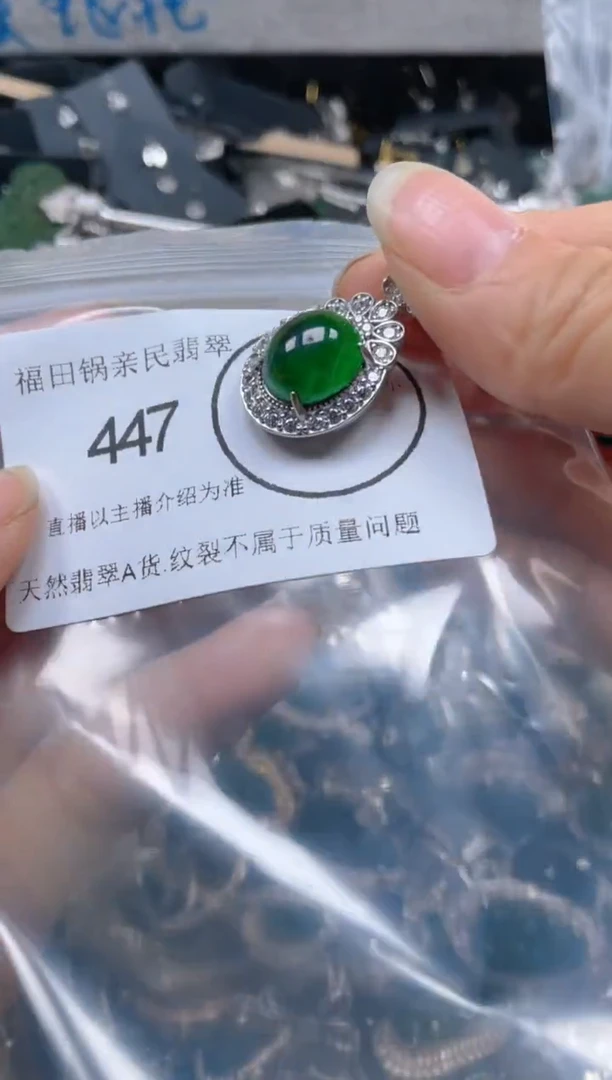 福田锅亲民翡翠
447
直播以主播介绍为准
天然翡翠A货.纹裂不属于质量问题